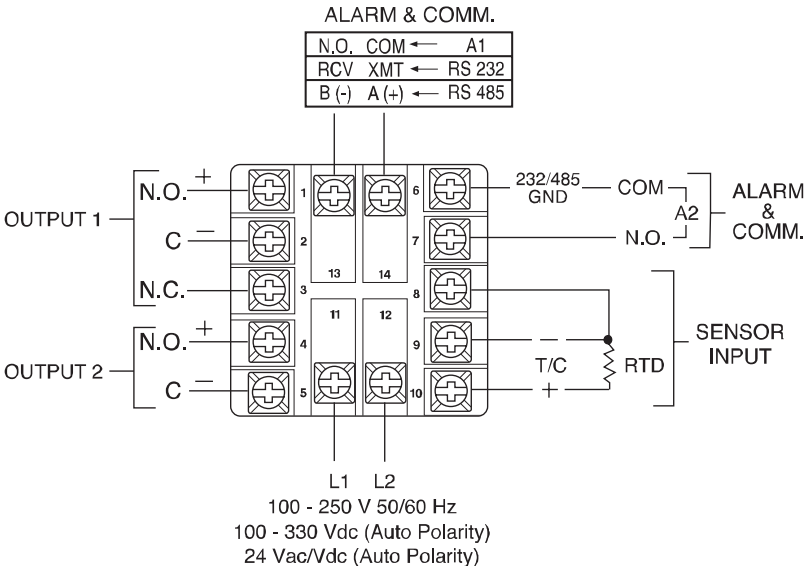 ALARM & COMM.
N.O. COM ← A1
RCV XMT ← RS 232
B (-) A (+) ← RS 485
OUTPUT 1
N.O. +
C −
N.C.
OUTPUT 2
N.O. +
C −
1
2
3
4
5
13
14
11
12
6
7
8
9
10
232/485
GND
COM
A2
N.O.
ALARM
&
COMM.
−
T/C
+
RTD
SENSOR
INPUT
L1 L2
100 - 250 V 50/60 Hz
100 - 330 Vdc (Auto Polarity)
24 Vac/Vdc (Auto Polarity)